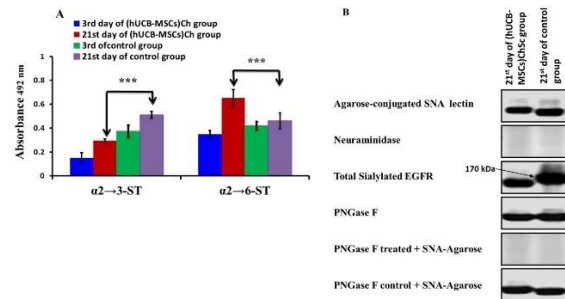 A
3rd day of (hUCB-MSCs)Ch group
21st day of (hUCB-MSCs)Ch group
3rd ofcontrol group
21st day of control group
Absorbance 492 nm
1
0.8
0.6
0.4
0.2
0
***
***
α2→3-ST
α2→6-ST
B
21st day of (hUCB-
MSCs)ChSc group
21st day of control
group
Agarose-conjugated SNA lectin
Neuraminidase
Total Sialylated EGFR
170 kDa
PNGase F
PNGase F treated + SNA-Agarose
PNGase F control + SNA-Agarose